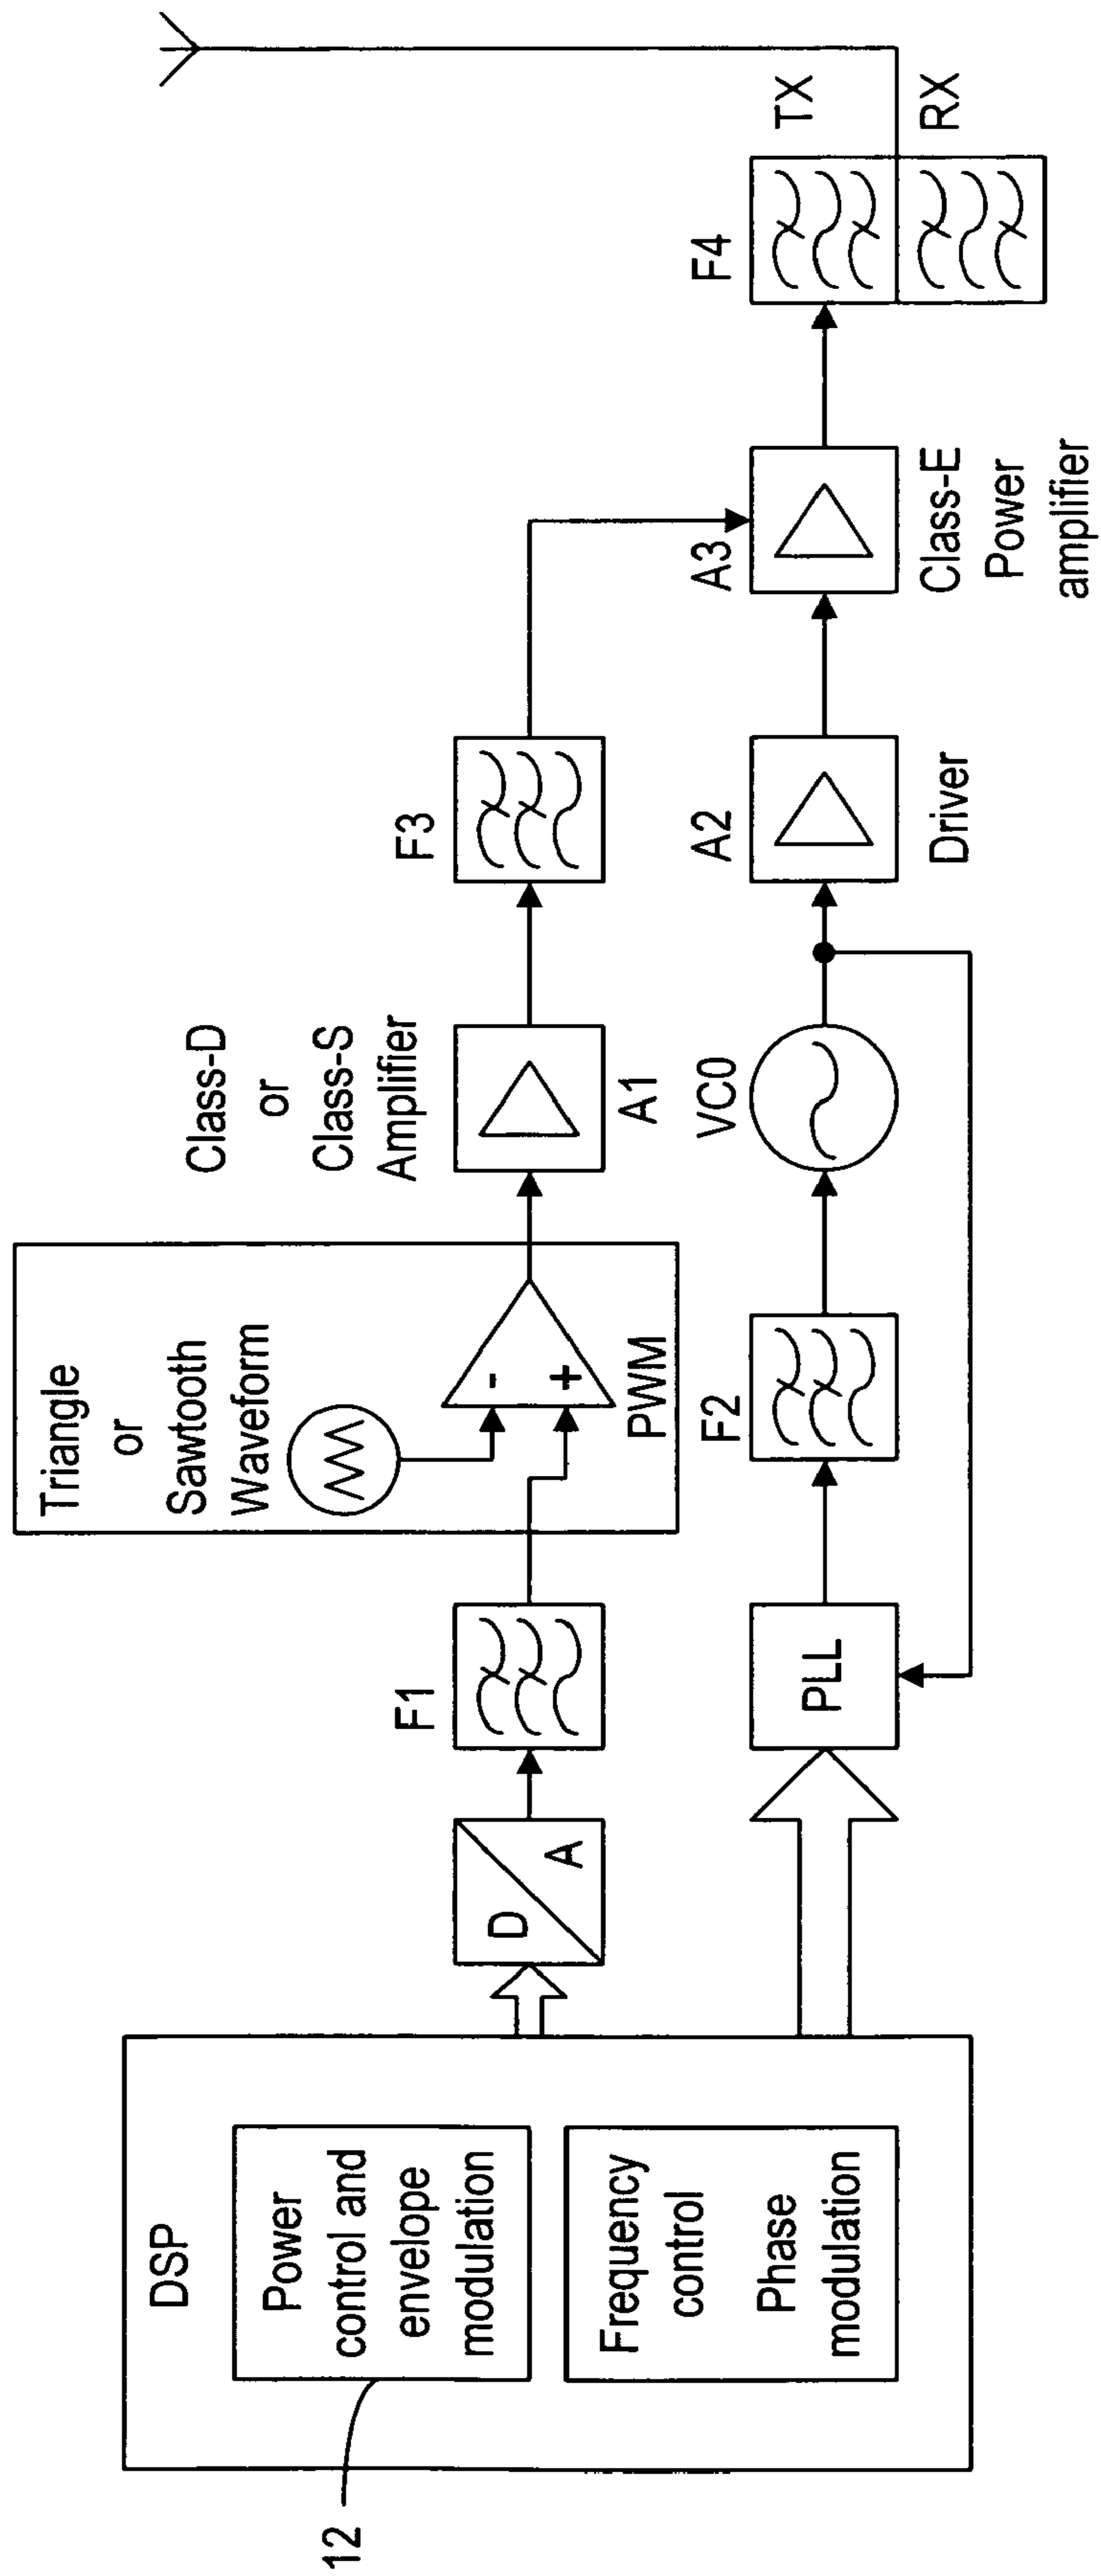 12
DSP
Power
control and
envelope
modulation
Frequency
control
Phase
modulation
D
A
F1
PLL
Triangle
or
Sawtooth
Waveform
-
+
PWM
F2
Class-D
or
Class-S
Amplifier
A1
VC0
F3
A2
Driver
A3
Class-E
Power
amplifier
F4
TX
RX